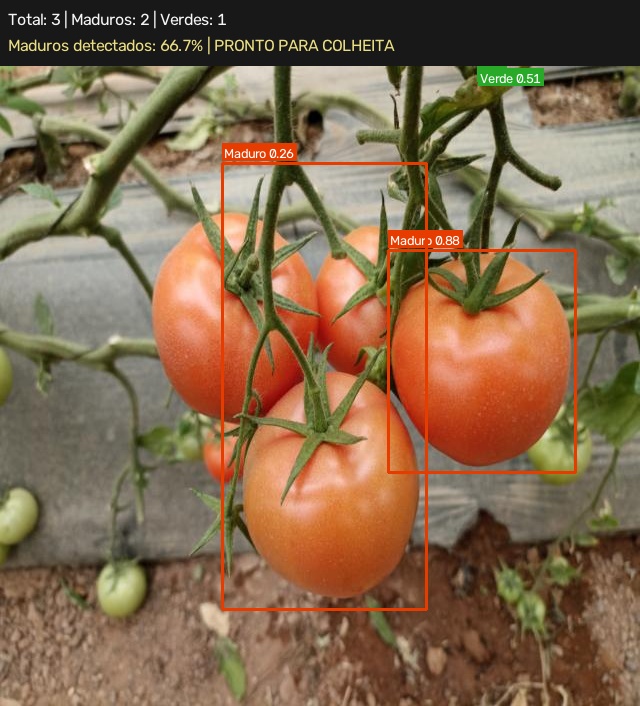 Total: 3 | Maduros: 2 | Verdes: 1
Maduros detectados: 66.7% | PRONTO PARA COLHEITA
Verde 0.51
Maduro 0.26
Maduro 0.88